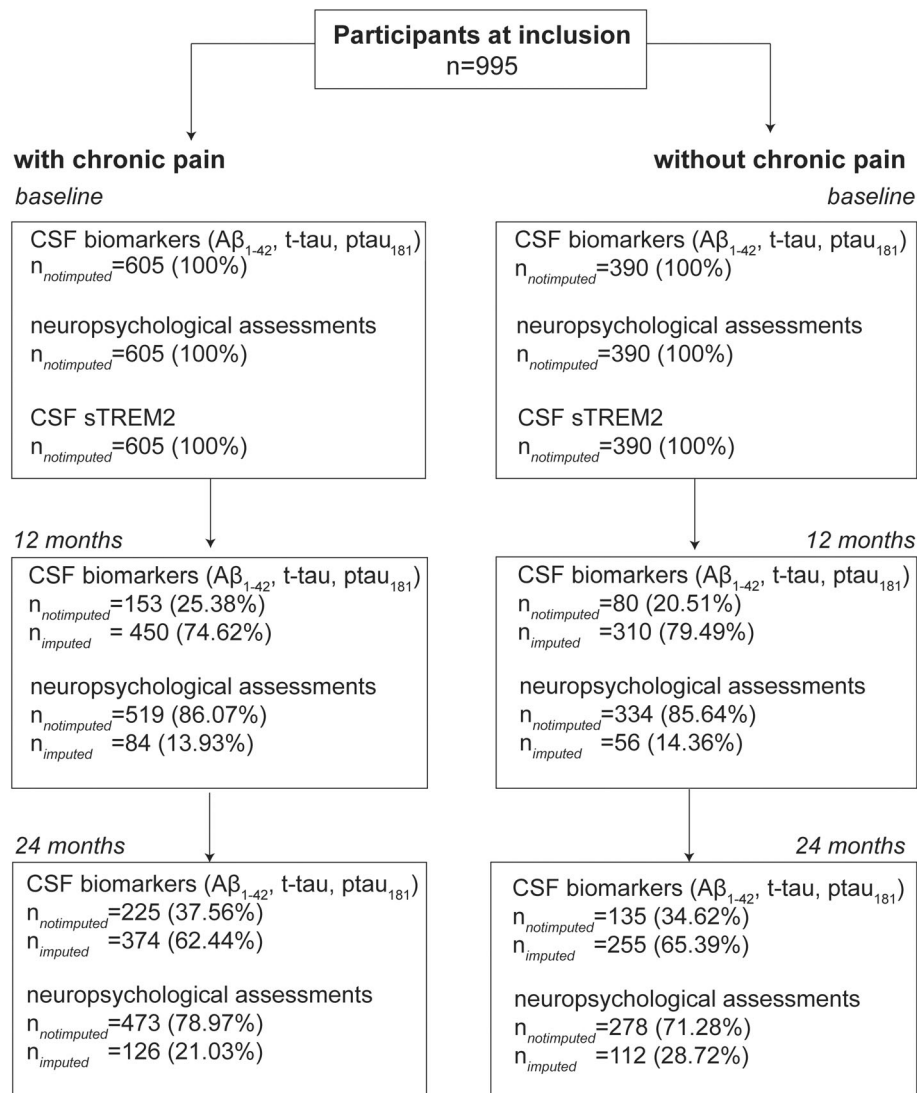 Participants at inclusion
n=995
with chronic pain
baseline
CSF biomarkers (Aβ1-42, t-tau, ptau181)
nnotimputed=605 (100%)
neuropsychological assessments
nnotimputed=605 (100%)
CSF sTREM2
nnotimputed=605 (100%)
12 months
CSF biomarkers (Aβ1-42, t-tau, ptau181)
nnotimputed=153 (25.38%)
nimputed = 450 (74.62%)
neuropsychological assessments
nnotimputed=519 (86.07%)
nimputed =84 (13.93%)
24 months
CSF biomarkers (Aβ1-42, t-tau, ptau181)
nnotimputed=225 (37.56%)
nimputed =374 (62.44%)
neuropsychological assessments
nnotimputed=473 (78.97%)
nimputed =126 (21.03%)
without chronic pain
baseline
CSF biomarkers (Aβ1-42, t-tau, ptau181)
nnotimputed=390 (100%)
neuropsychological assessments
nnotimputed=390 (100%)
CSF sTREM2
nnotimputed=390 (100%)
12 months
CSF biomarkers (Aβ1-42, t-tau, ptau181)
nnotimputed=80 (20.51%)
nimputed =310 (79.49%)
neuropsychological assessments
nnotimputed=334 (85.64%)
nimputed =56 (14.36%)
24 months
CSF biomarkers (Aβ1-42, t-tau, ptau181)
nnotimputed=135 (34.62%)
nimputed =255 (65.39%)
neuropsychological assessments
nnotimputed=278 (71.28%)
nimputed =112 (28.72%)